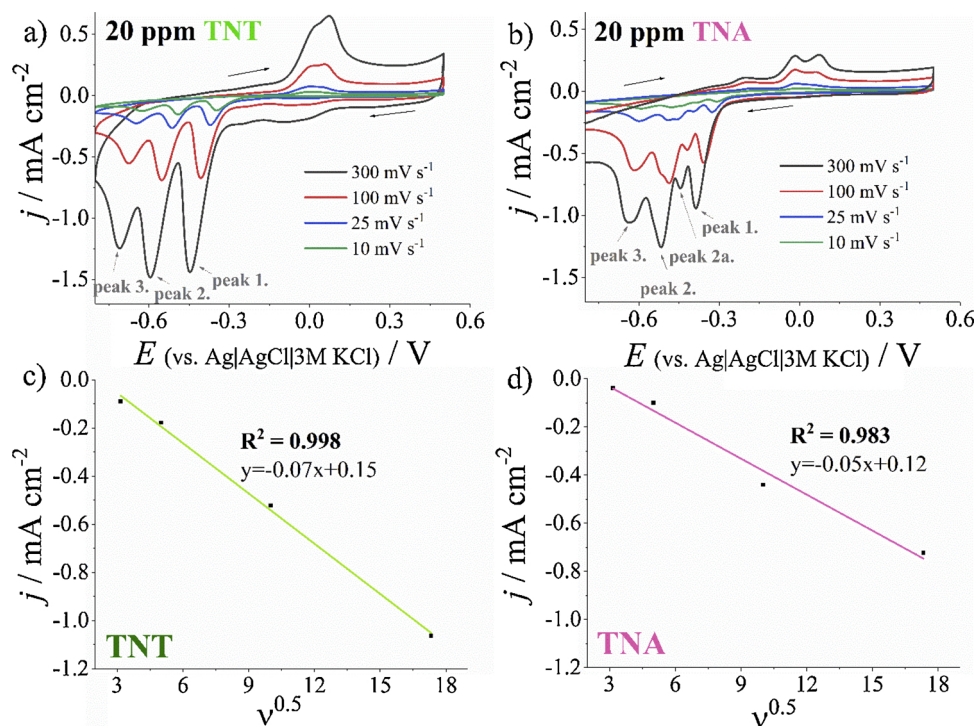 a)
20 ppm TNT
0.5
0.0
-0.5
-1.0
-1.5
j / mA cm⁻²
300 mV s⁻¹
100 mV s⁻¹
25 mV s⁻¹
10 mV s⁻¹
peak 1.
peak 2.
peak 3.
-0.6
-0.3
0.0
0.3
0.6
E (vs. Ag|AgCl|3M KCl) / V
b)
20 ppm TNA
0.5
0.0
-0.5
-1.0
-1.5
j / mA cm⁻²
300 mV s⁻¹
100 mV s⁻¹
25 mV s⁻¹
10 mV s⁻¹
peak 1.
peak 2a.
peak 3.
peak 2.
-0.6
-0.3
0.0
0.3
0.6
E (vs. Ag|AgCl|3M KCl) / V
c)
0.0
-0.2
-0.4
-0.6
-0.8
-1.0
-1.2
j / mA cm⁻²
R² = 0.998
y=-0.07x+0.15
TNT
3
6
9
12
15
18
ν⁰·⁵
d)
0.0
-0.2
-0.4
-0.6
-0.8
-1.0
-1.2
j / mA cm⁻²
R² = 0.983
y=-0.05x+0.12
TNA
3
6
9
12
15
18
ν⁰·⁵